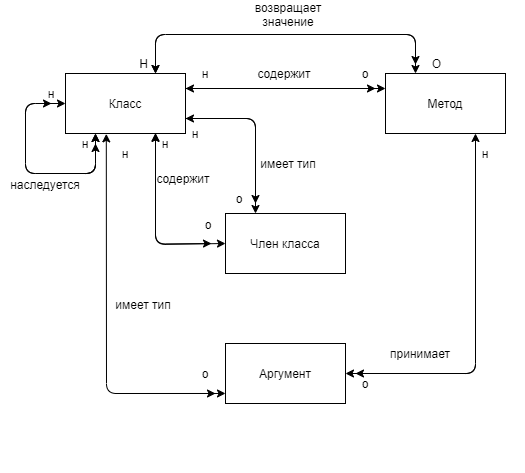 возвращает
значение
Н
О
н
содержит
о
н
Класс
Метод
н
н
н
н
н
имеет тип
содержит
наследуется
о
о
Член класса
имеет тип
принимает
о
Аргумент
о